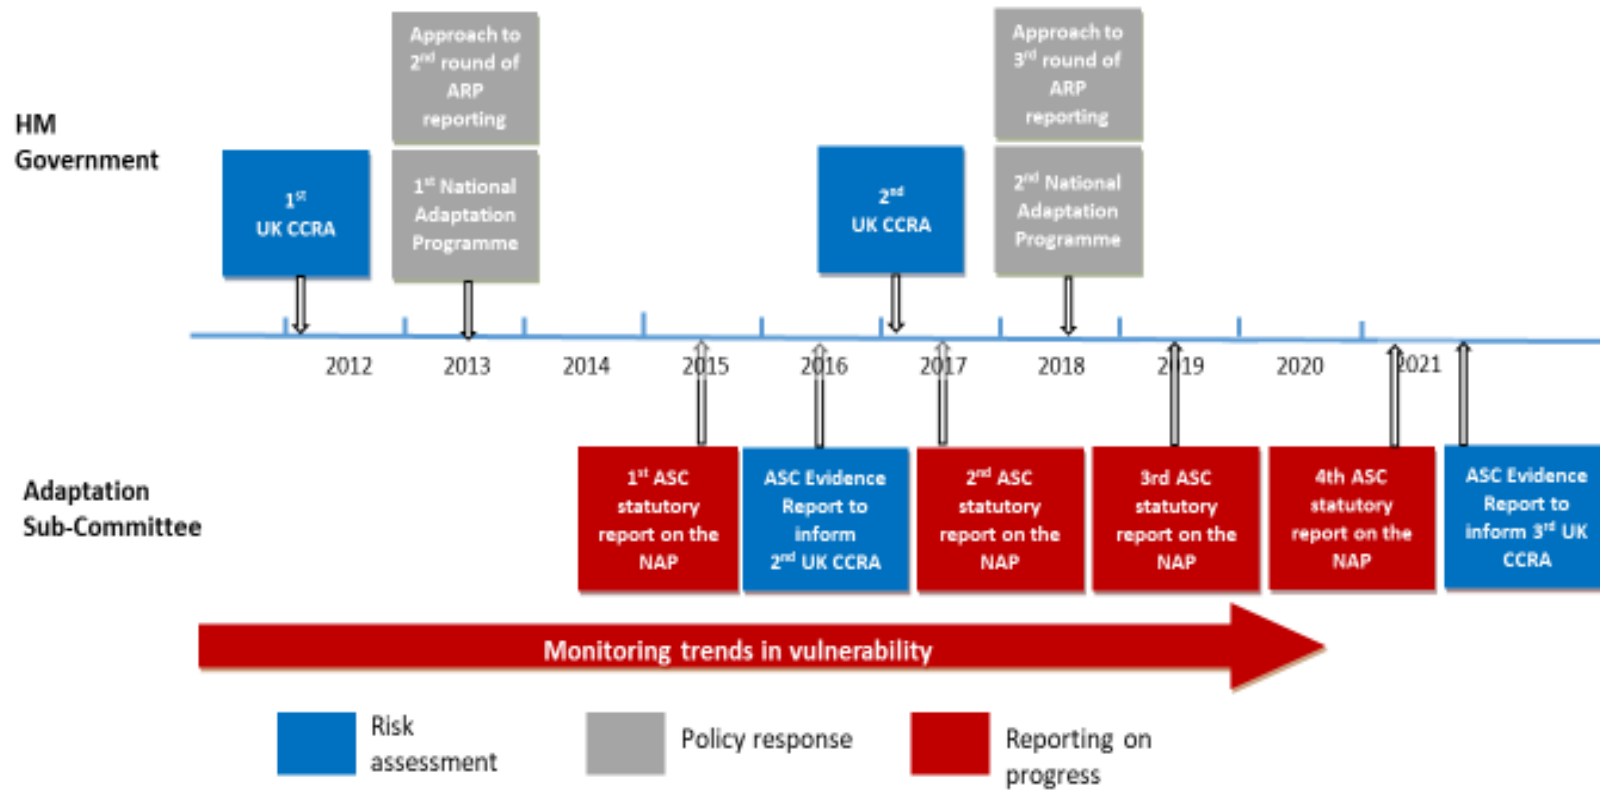 Approach to
2nd round of
ARP
reporting
Approach to
3rd round of
ARP
reporting
HM
Government
1st
UK CCRA
1st National
Adaptation
Programme
2nd
UK CCRA
2nd National
Adaptation
Programme
2012
2013
2014
2015
2016
2017
2018
2019
2020
2021
Adaptation
Sub-Committee
1st ASC
statutory
report on the
NAP
ASC Evidence
Report to
inform
2nd UK CCRA
2nd ASC
statutory
report on the
NAP
3rd ASC
statutory
report on the
NAP
4th ASC
statutory
report on the
NAP
ASC Evidence
Report to
inform 3rd UK
CCRA
Monitoring trends in vulnerability
Risk
assessment
Policy response
Reporting on
progress